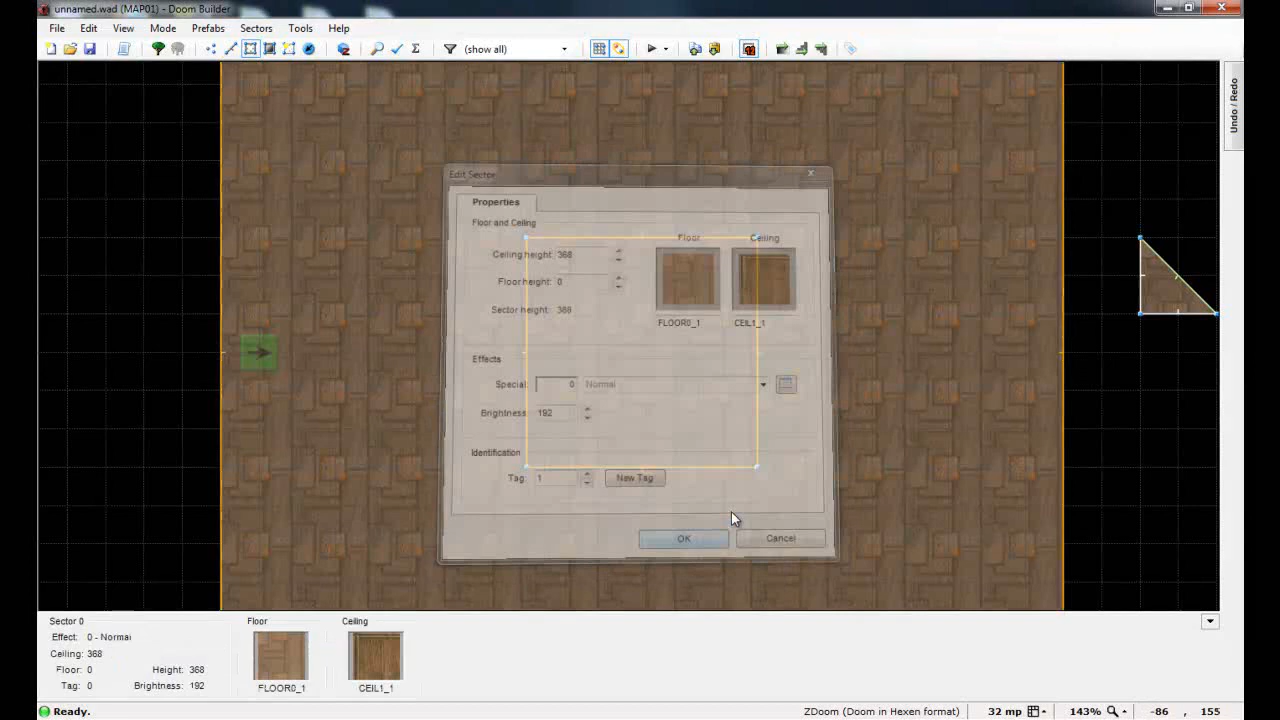 unnamed.wad (MAP01) - Doom Builder
File Edit View Mode Prefabs Sectors Tools Help
(show all)
Undo / Redo
Edit Sector
Properties
Floor and Ceiling
Floor Ceiling
Ceiling height: 368
Floor height: 0
Sector height: 368
FLOOR0_1 CEIL1_1
Effects
Special: 0 Normal
Brightness: 192
Identification
Tag: 1 New Tag
OK Cancel
Sector 0 Floor Ceiling
Effect: 0 - Normal
Ceiling: 368
Floor: 0 Height: 368
Tag: 0 Brightness: 192
FLOOR0_1 CEIL1_1
Ready. ZDoom (Doom in Hexen format) 32 mp 143% -86 , 155